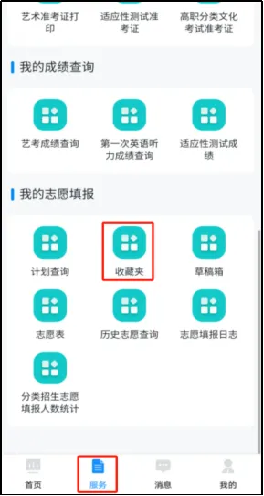 艺术准考证打 适应性测试准 高职分类文化
印 考证 考试准考证
我的成绩查询
艺考成绩查询 第一次英语听 适应性测试成
力成绩查询 绩
我的志愿填报
计划查询 收藏夹 草稿箱
志愿表 历史志愿查询 志愿填报日志
分类招生志愿
填报人数统计
首页 服务 消息 我的